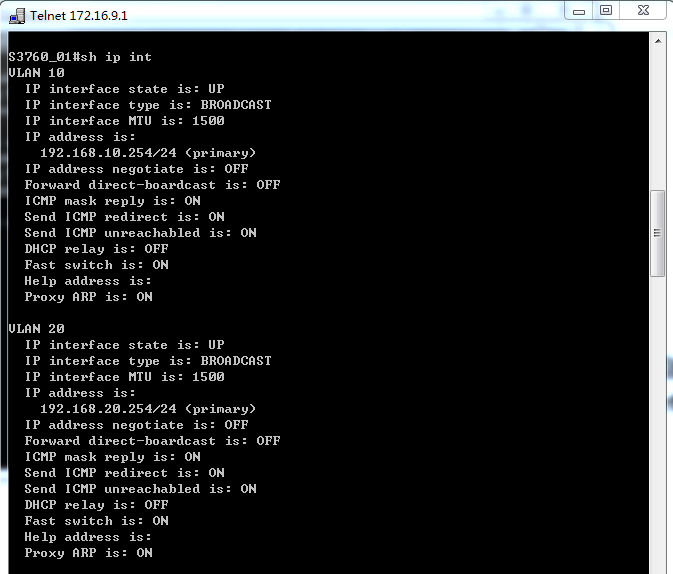 Telnet 172.16.9.1
S3760_01#sh ip int
VLAN 10
  IP interface state is: UP
  IP interface type is: BROADCAST
  IP interface MTU is: 1500
  IP address is:
    192.168.10.254/24 (primary)
  IP address negotiate is: OFF
  Forward direct-boardcast is: OFF
  ICMP mask reply is: ON
  Send ICMP redirect is: ON
  Send ICMP unreachabled is: ON
  DHCP relay is: OFF
  Fast switch is: ON
  Help address is:
  Proxy ARP is: ON

VLAN 20
  IP interface state is: UP
  IP interface type is: BROADCAST
  IP interface MTU is: 1500
  IP address is:
    192.168.20.254/24 (primary)
  IP address negotiate is: OFF
  Forward direct-boardcast is: OFF
  ICMP mask reply is: ON
  Send ICMP redirect is: ON
  Send ICMP unreachabled is: ON
  DHCP relay is: OFF
  Fast switch is: ON
  Help address is:
  Proxy ARP is: ON